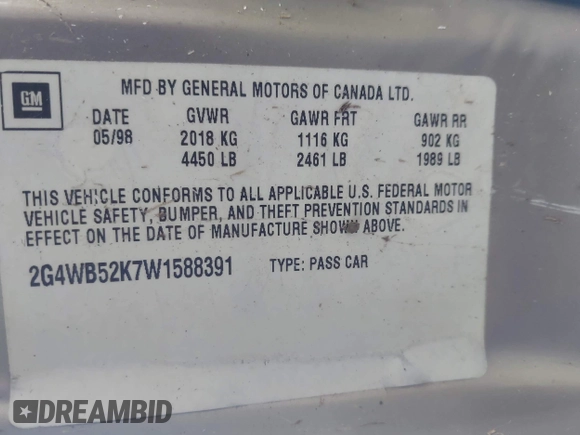 GM
MFD BY GENERAL MOTORS OF CANADA LTD.
DATE GVWR GAWR FRT GAWR RR
05/98 2018 KG 1116 KG 902 KG
4450 LB 2461 LB 1989 LB
THIS VEHICLE CONFORMS TO ALL APPLICABLE U.S. FEDERAL MOTOR
VEHICLE SAFETY, BUMPER, AND THEFT PREVENTION STANDARDS IN
EFFECT ON THE DATE OF MANUFACTURE SHOWN ABOVE.
2G4WB52K7W1588391 TYPE: PASS CAR
DREAMBID